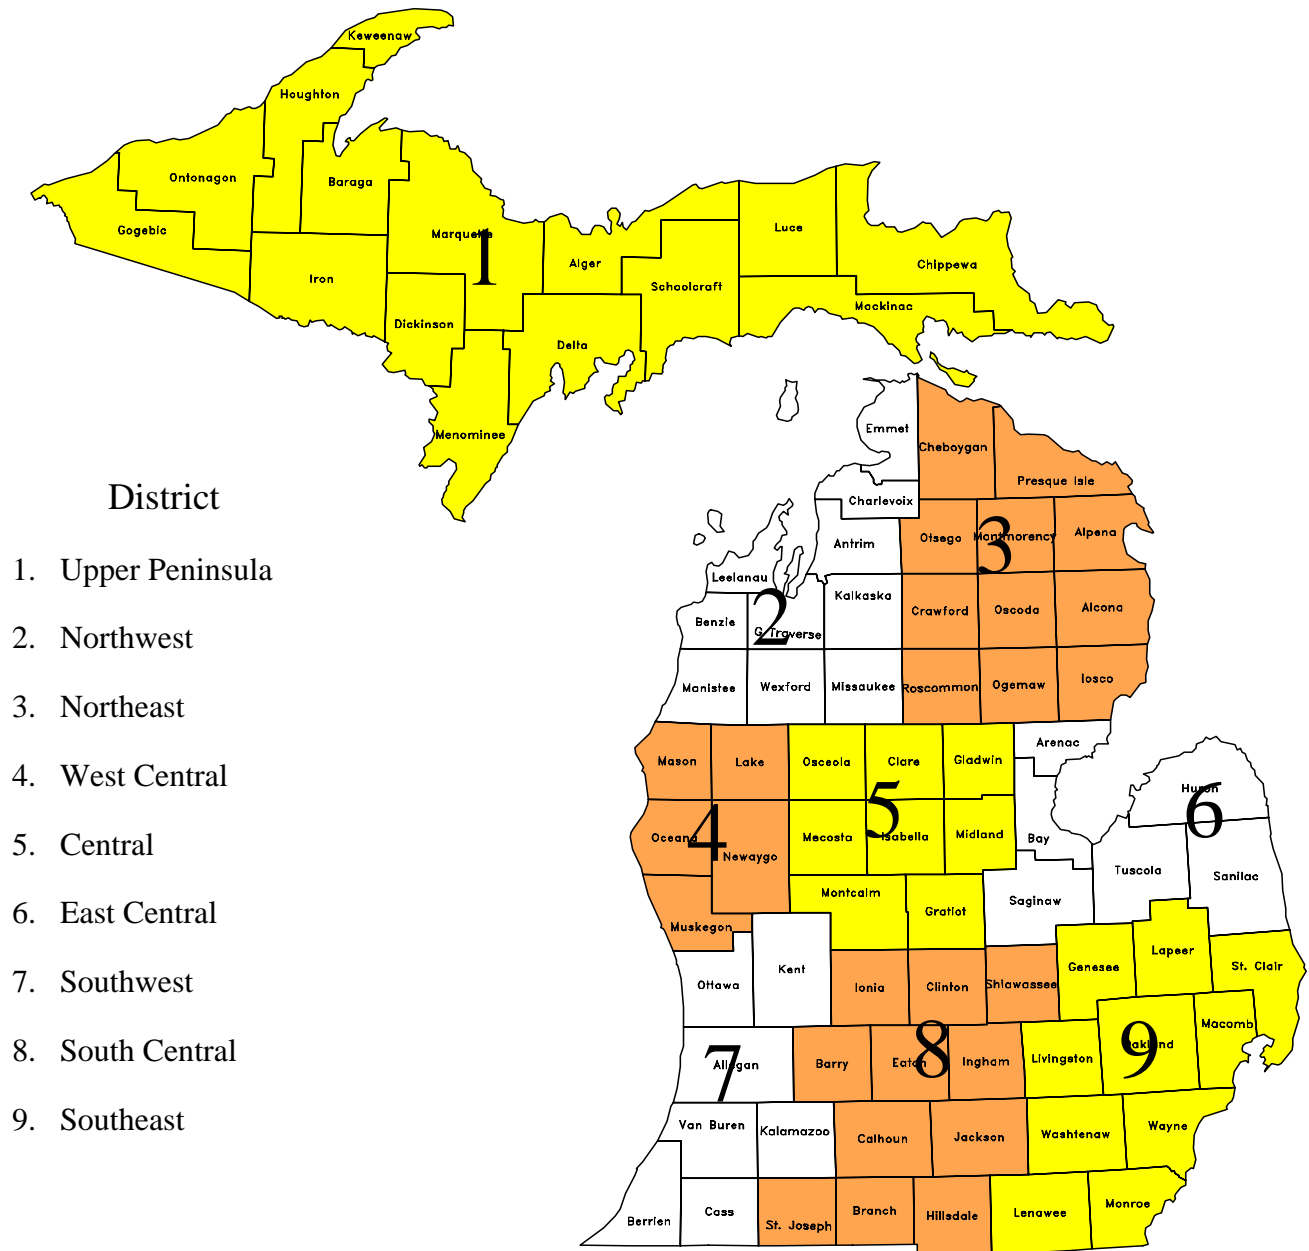 Keweenaw
Houghton
Ontonagon
Baraga
Gogebic
Marquette
1
Luce
Alger
Chippewa
Iron
Schoolcraft
Mackinac
Dickinson
Delta
Menominee
Emmet
Cheboygan
Presque Isle
Charlevoix
District
1. Upper Peninsula
2. Northwest
3. Northeast
4. West Central
5. Central
6. East Central
7. Southwest
8. South Central
9. Southeast
Antrim
Otsego
Montmorency
3
Alpena
Leelanau
Kalkaska
Crawford
Oscoda
Alcona
Benzie
2
G Traverse
Manistee
Wexford
Missaukee
Roscommon
Ogemaw
Iosco
Arenac
Mason
Lake
Osceola
Clare
Gladwin
Huron
6
5
4
Oceana
Newaygo
Mecosta
Isabella
Midland
Bay
Tuscola
Sanilac
Montcalm
Gratiot
Saginaw
Muskegon
Kent
Ottawa
Ionia
Clinton
Shiawassee
Genesee
Lapeer
St. Clair
Macomb
Allegan
7
Barry
Eaton
8
Ingham
Livingston
Oakland
9
Van Buren
Kalamazoo
Calhoun
Jackson
Washtenaw
Wayne
Berrien
Cass
St. Joseph
Branch
Hillsdale
Lenawee
Monroe